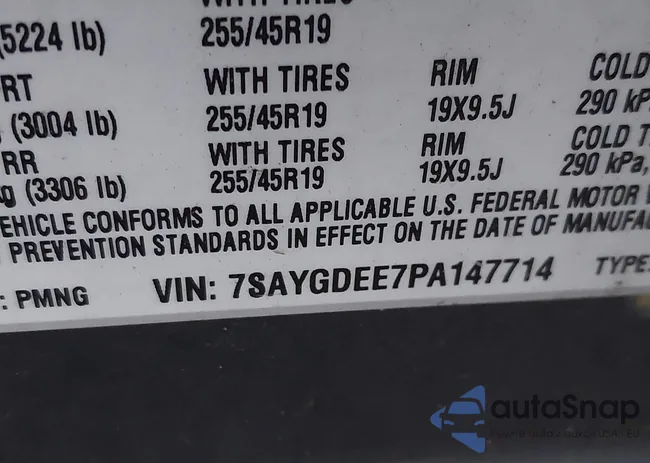 WITH TIRES
(5224 lb) 255/45R19
RT WITH TIRES RIM COLD
(3004 lb) 255/45R19 19X9.5J 290 kP
RR WITH TIRES RIM COLD T
g (3306 lb) 255/45R19 19X9.5J 290 kPa,
EHICLE CONFORMS TO ALL APPLICABLE U.S. FEDERAL MOTOR
PREVENTION STANDARDS IN EFFECT ON THE DATE OF MANUFA
: PMNG VIN: 7SAYGDEE7PA147714 TYPE:
autoSnap